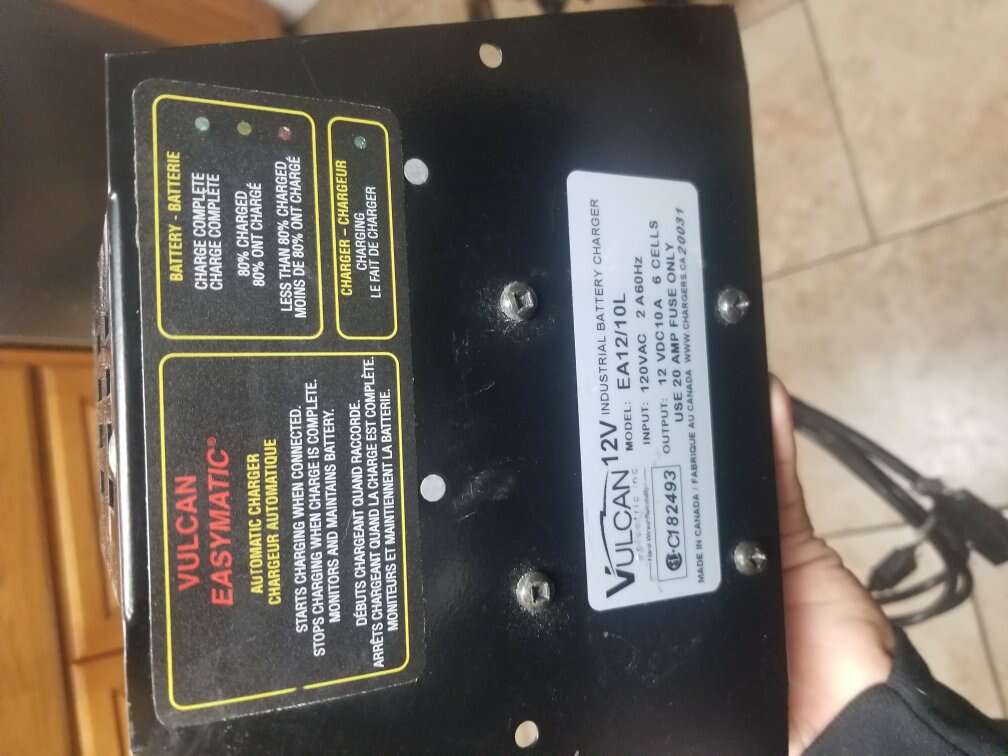 VULCAN
EASYMATIC®
AUTOMATIC CHARGER
CHARGEUR AUTOMATIQUE
STARTS CHARGING WHEN CONNECTED.
STOPS CHARGING WHEN CHARGE IS COMPLETE.
MONITORS AND MAINTAINS BATTERY.
DÉBUTS CHARGEANT QUAND RACCORDE.
ARRÊTS CHARGEANT QUAND LA CHARGE EST COMPLÈTE.
MONITEURS ET MAINTIENNENT LA BATTERIE.
BATTERY - BATTERIE
CHARGE COMPLETE
CHARGE COMPLÈTE
80% CHARGED
80% ONT CHARGÉ
LESS THAN 80% CHARGED
MOINS DE 80% ONT CHARGÉ
CHARGER – CHARGEUR
CHARGING
LE FAIT DE CHARGER
VULCAN 12V INDUSTRIAL BATTERY CHARGER
MODEL: EA12/10L
INPUT: 120VAC 2 A60Hz
OUTPUT: 12 VDC10A 6 CELLS
USE 20 AMP FUSE ONLY
C182493
MADE IN CANADA / FABRIQUE AU CANADA WWW.CHARGERS.CA 20031